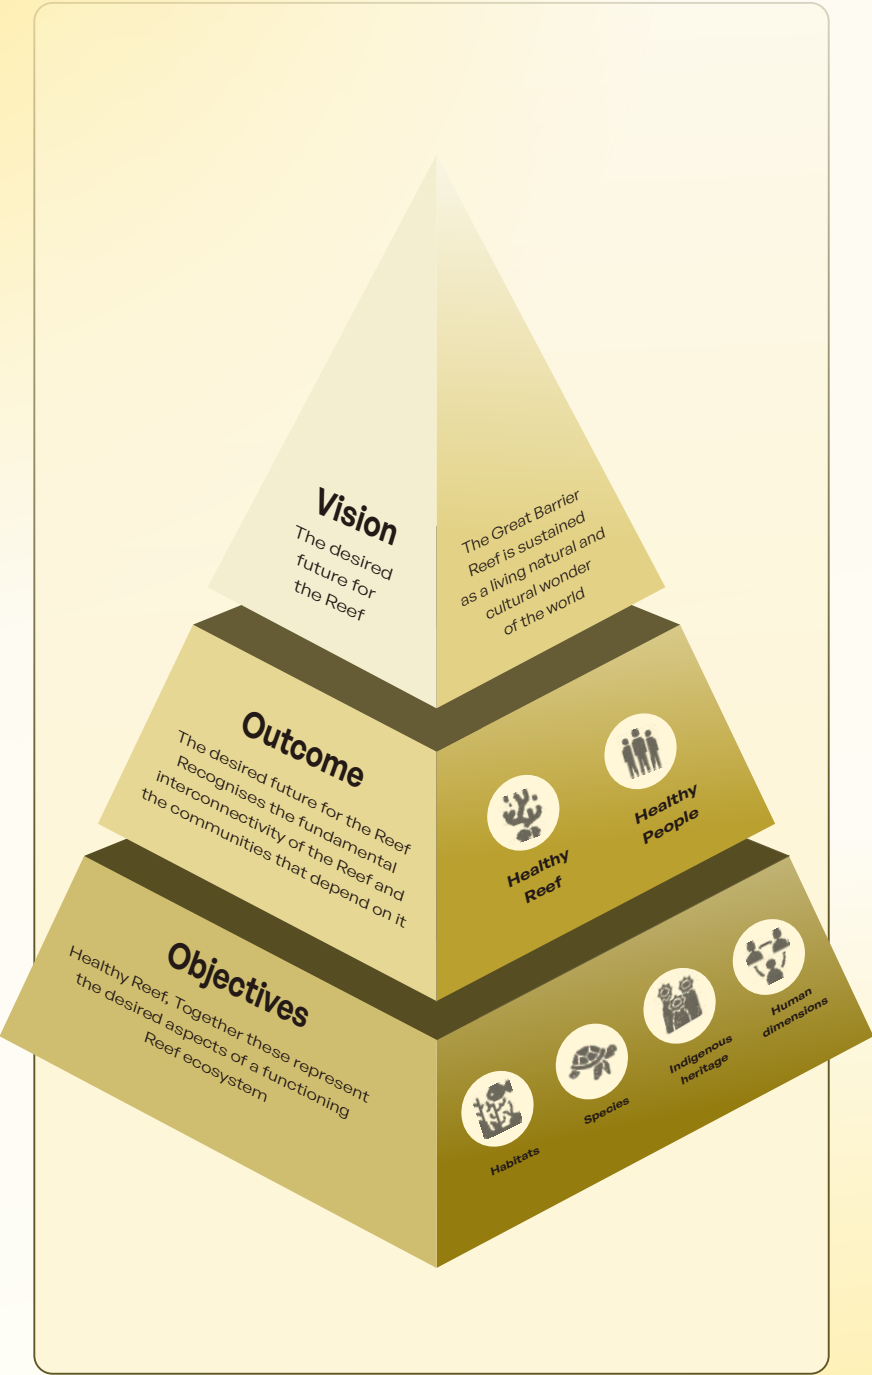 Vision
The desired
future for
the Reef
The Great Barrier
Reef is sustained
as a living natural and
cultural wonder
of the world
Outcome
The desired future for the Reef
Recognises the fundamental
interconnectivity of the Reef and
the communities that depend on it
Healthy
Reef
Healthy
People
Objectives
Healthy Reef, Together these represent
the desired aspects of a functioning
Reef ecosystem
Habitats
Species
Indigenous
heritage
Human
dimensions